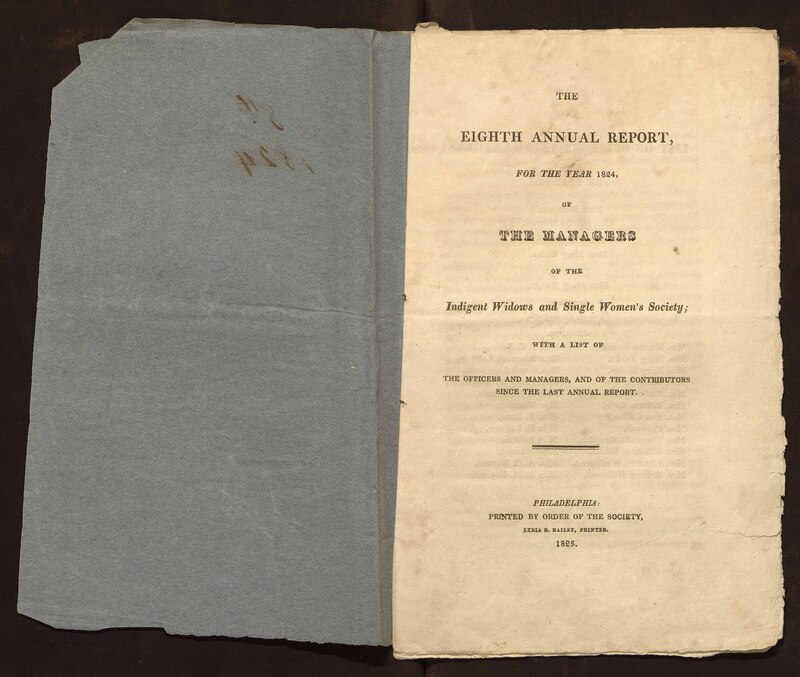 8th
1824
THE
EIGHTH ANNUAL REPORT,
FOR THE YEAR 1824,
OF
THE MANAGERS
OF THE
Indigent Widows and Single Women's Society;
WITH A LIST OF
THE OFFICERS AND MANAGERS, AND OF THE CONTRIBUTORS
SINCE THE LAST ANNUAL REPORT.
PHILADELPHIA:
PRINTED BY ORDER OF THE SOCIETY,
LYDIA R. BAILEY, PRINTER.
1825.